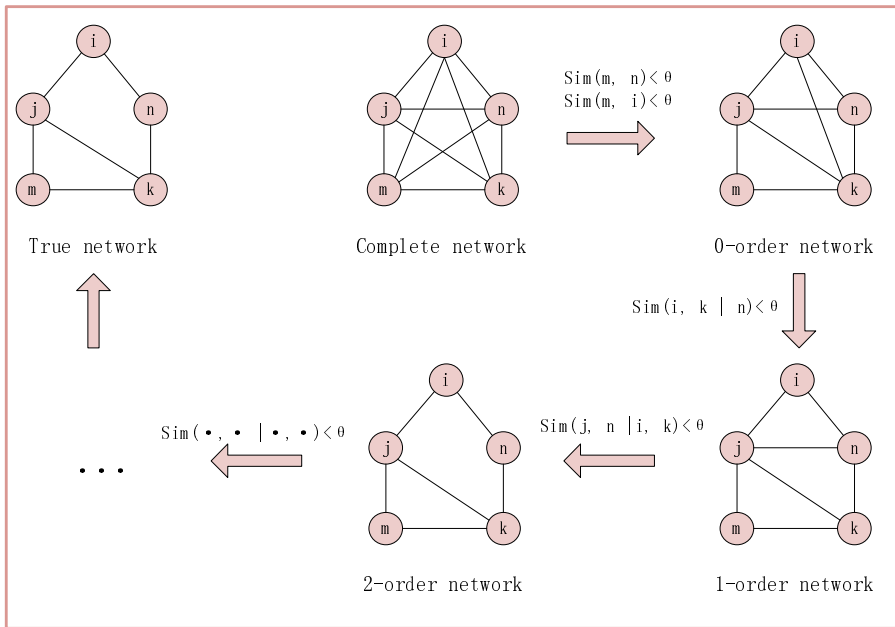 i
j
n
m
k
True network
i
j
n
m
k
Complete network
Sim(m, n)<θ
Sim(m, i)<θ
i
j
n
m
k
0-order network
Sim(i, k | n)<θ
i
j
n
m
k
1-order network
Sim(j, n |i, k)<θ
i
j
n
m
k
2-order network
Sim(•, • |•, •)<θ
...